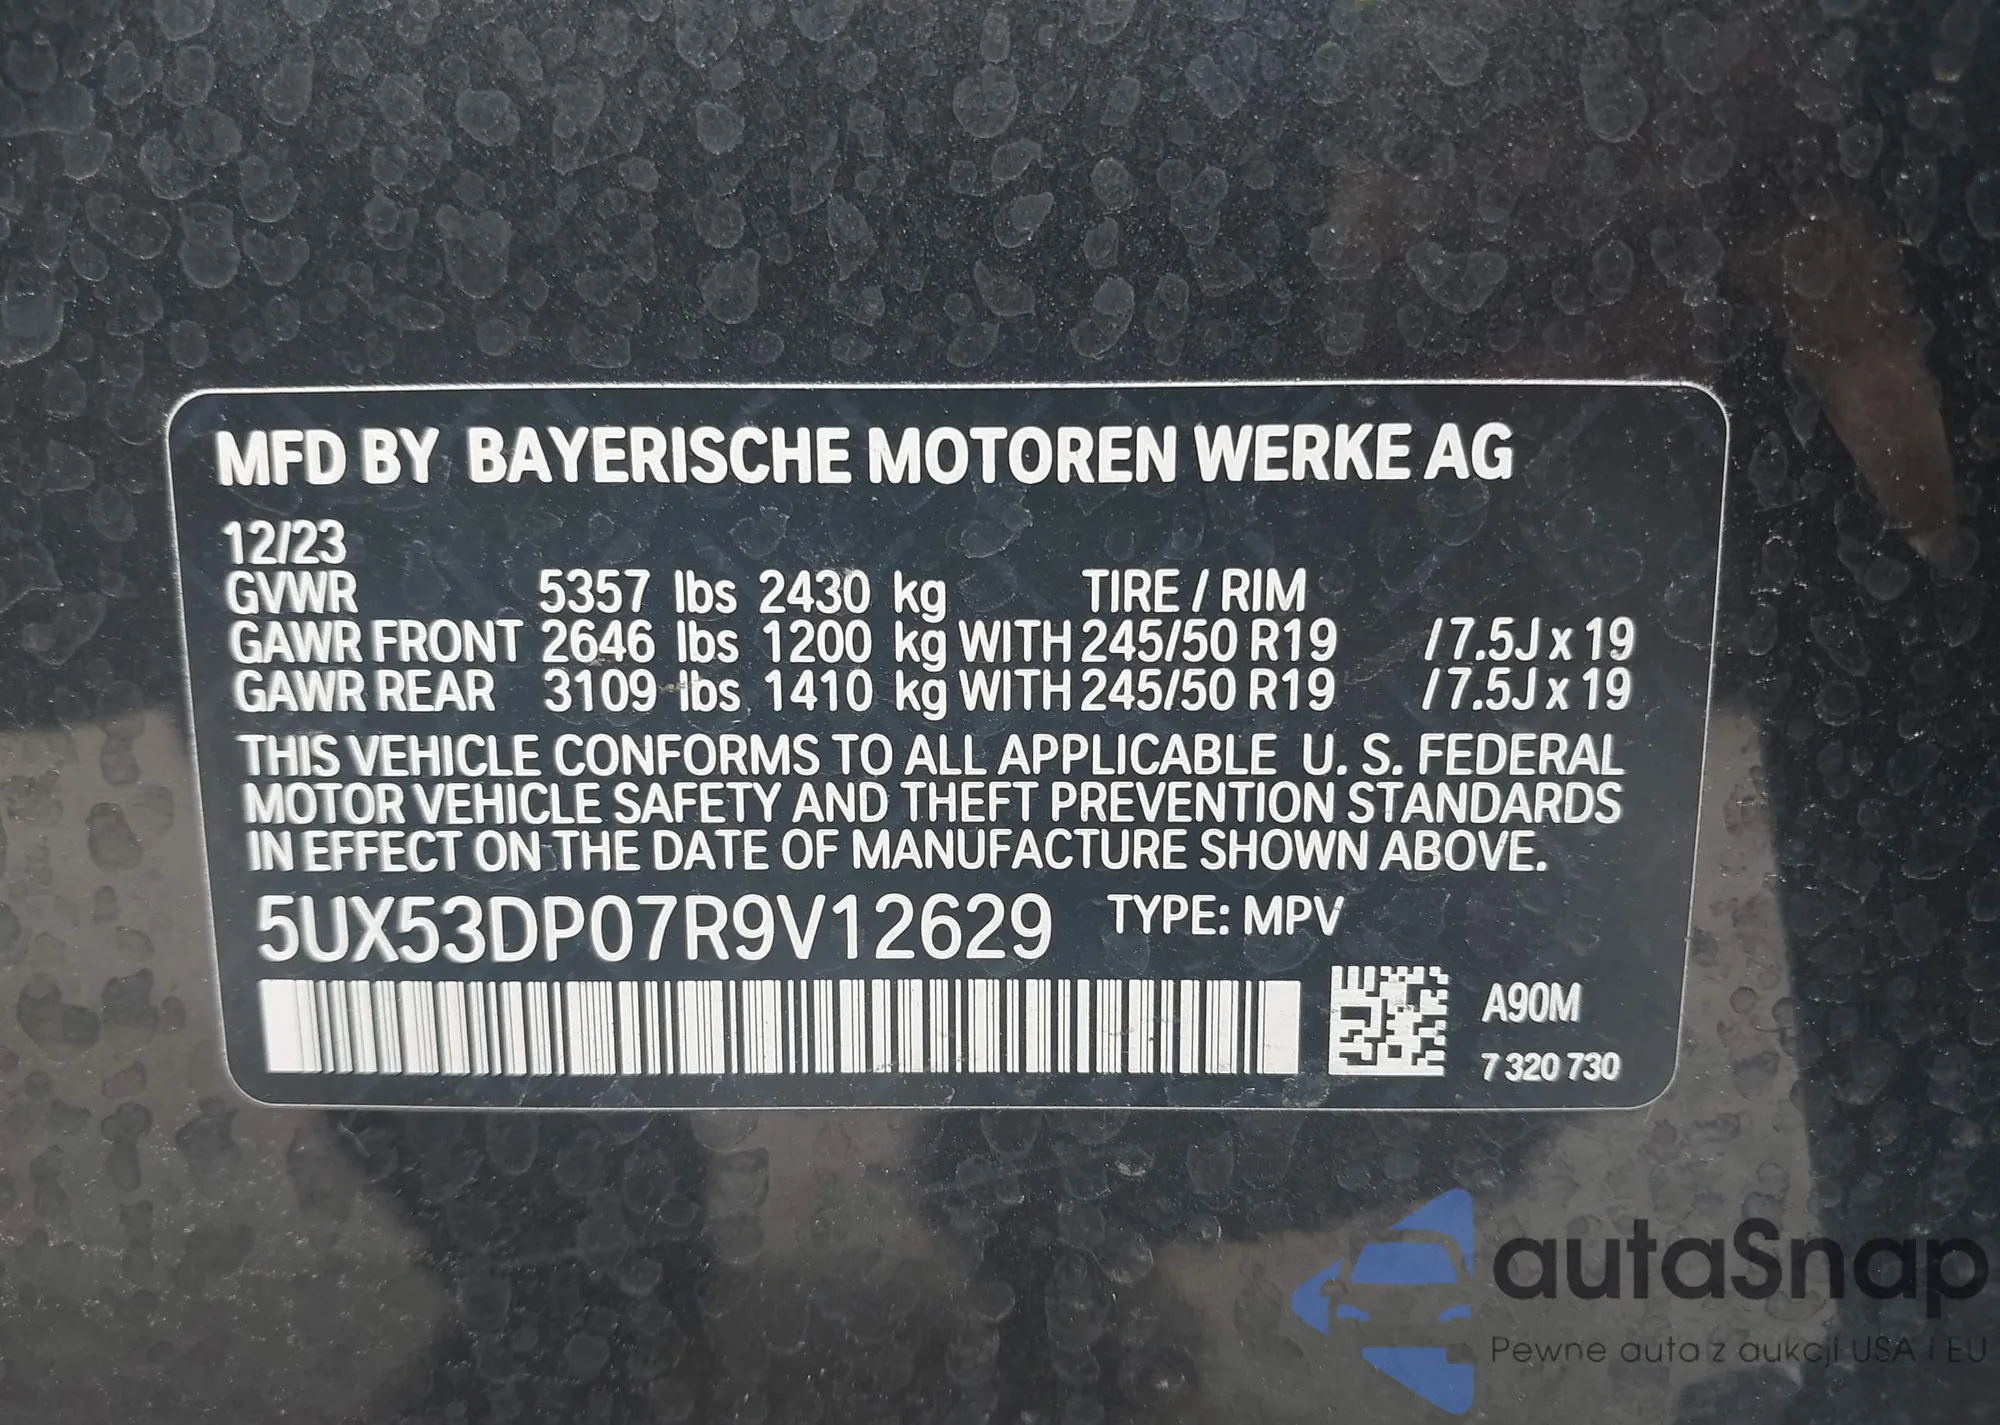 MFD BY BAYERISCHE MOTOREN WERKE AG
12/23
GVWR 5357 lbs 2430 kg TIRE / RIM
GAWR FRONT 2646 lbs 1200 kg WITH 245/50 R19 / 7.5J x 19
GAWR REAR 3109 lbs 1410 kg WITH 245/50 R19 / 7.5J x 19
THIS VEHICLE CONFORMS TO ALL APPLICABLE U. S. FEDERAL
MOTOR VEHICLE SAFETY AND THEFT PREVENTION STANDARDS
IN EFFECT ON THE DATE OF MANUFACTURE SHOWN ABOVE.
5UX53DP07R9V12629 TYPE: MPV
A90M
7 320 730
autaSnap
Pewne auta z aukcji USA i EU